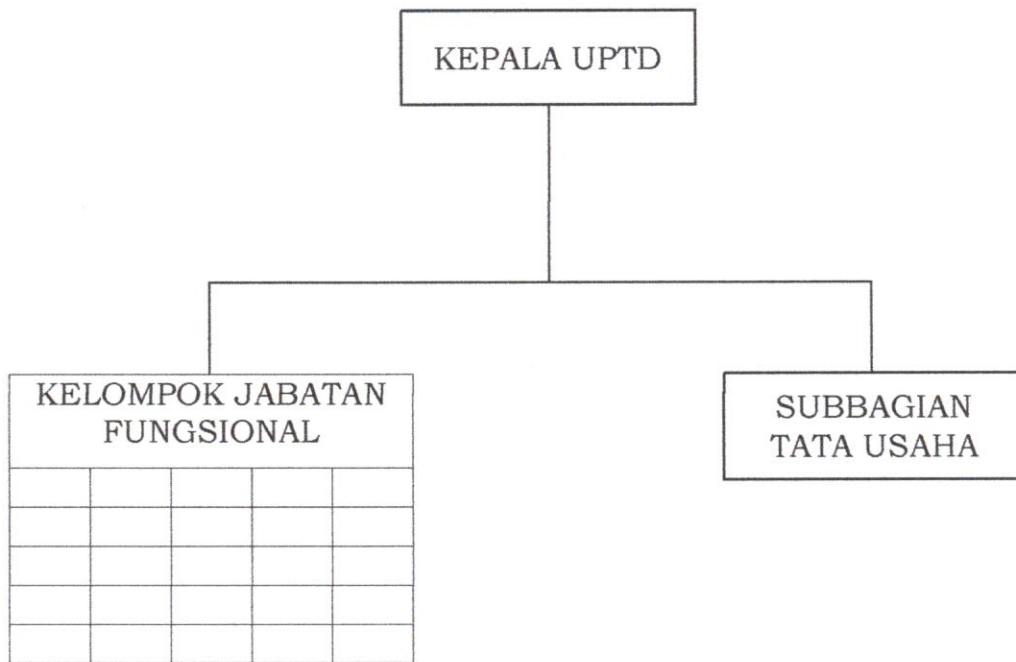 KEPALA UPTD
KELOMPOK JABATAN
FUNGSIONAL
SUBBAGIAN
TATA USAHA